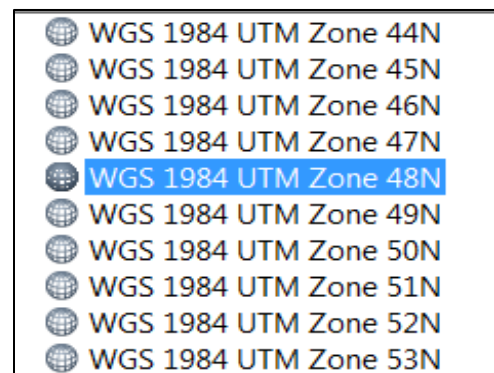 WGS 1984 UTM Zone 44N
WGS 1984 UTM Zone 45N
WGS 1984 UTM Zone 46N
WGS 1984 UTM Zone 47N
WGS 1984 UTM Zone 48N
WGS 1984 UTM Zone 49N
WGS 1984 UTM Zone 50N
WGS 1984 UTM Zone 51N
WGS 1984 UTM Zone 52N
WGS 1984 UTM Zone 53N